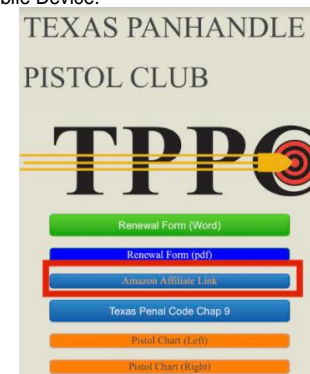 bile Device.
TEXAS PANHANDLE
PISTOL CLUB
TPPC
Renewal Form (Word)
Renewal Form (pdf)
Amazon Affiliate Link
Texas Penal Code Chap 9
Pistol Chart (Left)
Pistol Chart (Right)